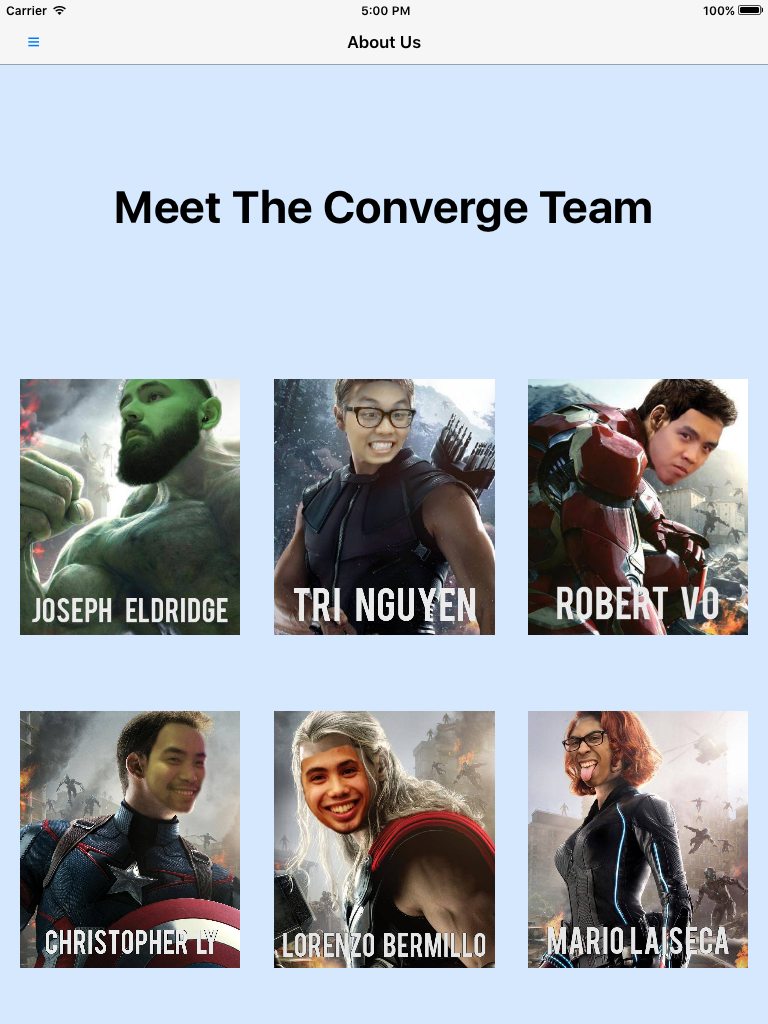 Carrier 5:00 PM 100%
About Us
Meet The Converge Team
JOSEPH ELDRIDGE
TRI NGUYEN
ROBERT VO
CHRISTOPHER LY
LORENZO BERMILLO
MARIO LAISECA